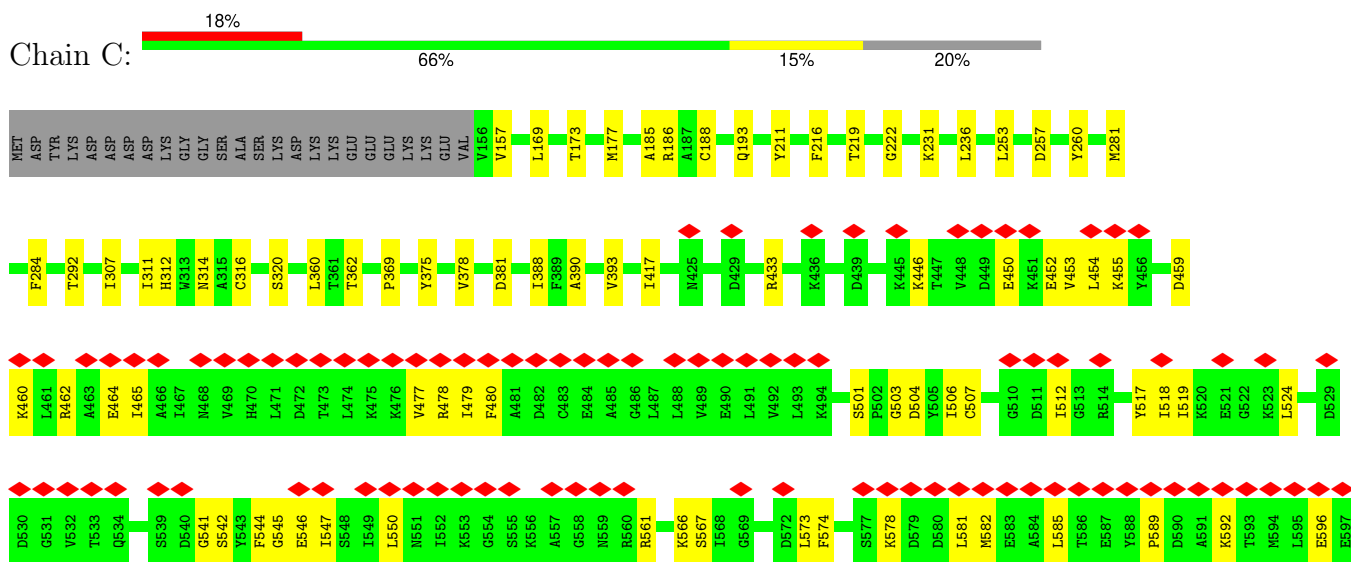 18%
Chain C:
66% 15% 20%
MET ASP TYR LYS ASP ASP ASP ASP LYS GLY GLY SER ALA SER LYS ASP LYS LYS GLU GLU GLU LYS LYS GLU VAL V156 V157 L169 T173 M177 A185 R186 A187 C188 Q193 Y211 F216 T219 G222 K231 L236 L253 D257 Y260 M281
F284 T292 I307 I311 H312 W313 N314 A315 C316 S320 L360 T361 T362 P369 Y375 V378 D381 I388 F389 A390 V393 I417 N425 D429 R433 K436 D439 K445 K446 T447 V448 D449 E450 K451 E452 V453 L454 K455 Y456 D459
K460 L461 R462 A463 E464 I465 A466 I467 N468 V469 H470 L471 D472 T473 L474 K475 K476 V477 R478 I479 F480 A481 D482 C483 E484 A485 G486 L487 L488 V489 E490 L491 V492 L493 K494 S501 P502 G503 D504 Y505 I506 C507 G510 D511 I512 G513 R514 Y517 I518 I519 K520 E521 G522 K523 L524 D529
D530 G531 V532 T533 Q534 S539 D540 G541 S542 Y543 F544 G545 E546 I547 S548 I549 L550 N551 I552 K553 G554 S555 K556 A557 G558 N559 R560 R561 K566 S567 I568 G569 D572 L573 F574 S577 K578 D579 D580 L581 M582 E583 A584 L585 T586 E587 Y588 P589 D590 A591 K592 T593 M594 L595 E596 E597